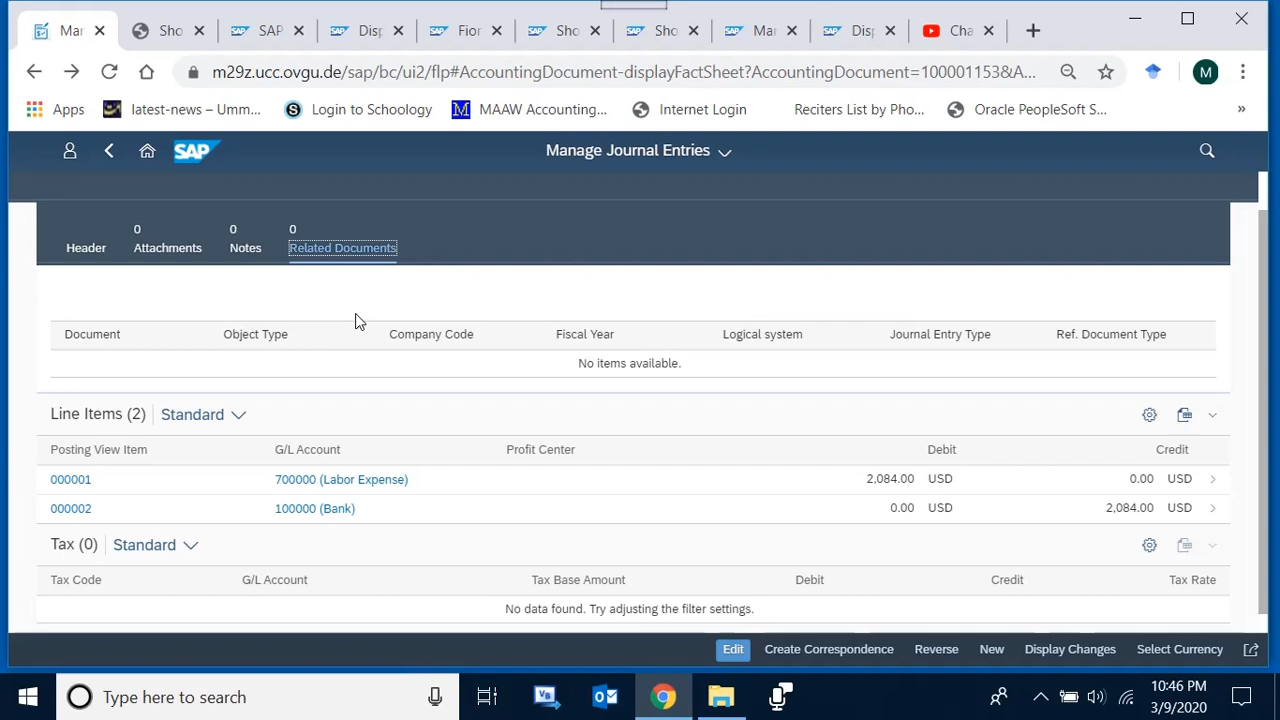 Mar
Sho
SAP
Disp
Fior
Sho
Sho
Mar
Disp
Cha
m29z.ucc.ovgu.de/sap/bc/ui2/flp#AccountingDocument-displayFactSheet?AccountingDocument=100001153&A...
M
Apps
latest-news – Umm...
Login to Schoology
MAAW Accounting...
Internet Login
Reciters List by Pho...
Oracle PeopleSoft S...
»
SAP
Manage Journal Entries
0 0 0
Header Attachments Notes Related Documents
Document Object Type Company Code Fiscal Year Logical system Journal Entry Type Ref. Document Type
No items available.
Line Items (2) Standard
Posting View Item G/L Account Profit Center Debit Credit
000001 700000 (Labor Expense) 2,084.00 USD 0.00 USD
000002 100000 (Bank) 0.00 USD 2,084.00 USD
Tax (0) Standard
Tax Code G/L Account Tax Base Amount Debit Credit Tax Rate
No data found. Try adjusting the filter settings.
Edit Create Correspondence Reverse New Display Changes Select Currency
Type here to search
10:46 PM
3/9/2020